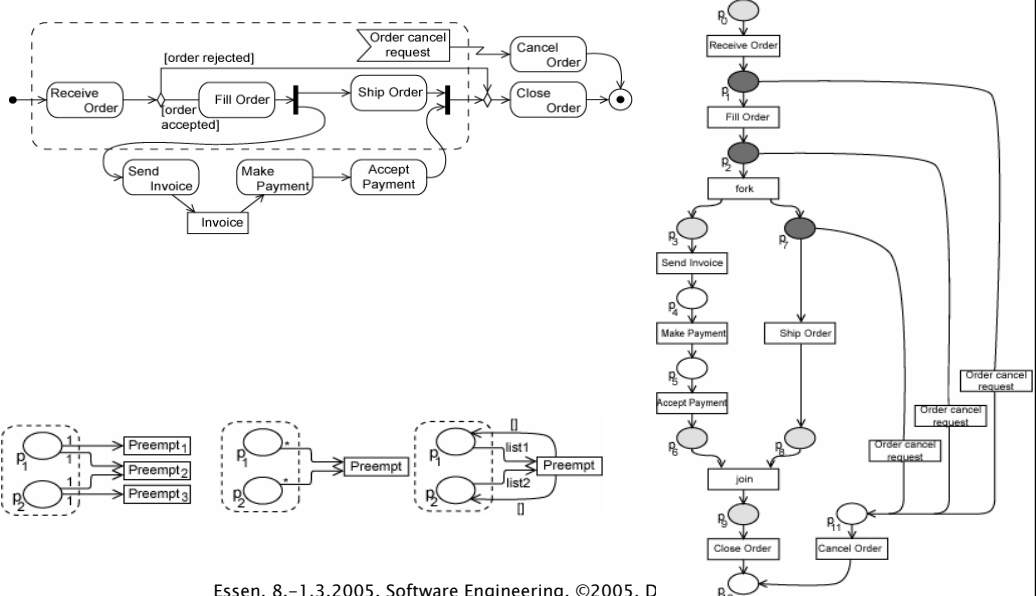 Order cancel
request
[order rejected]
Cancel
Order
Receive
Order
Fill Order
Ship Order
Close
Order
[order
accepted]
Send
Invoice
Make
Payment
Accept
Payment
Invoice
p0
Receive Order
p1
Fill Order
p2
fork
p3
p7
Send Invoice
p4
Make Payment
Ship Order
p5
Order cancel
request
Accept Payment
Order cancel
request
p6
p8
Order cancel
request
join
p9
p11
Close Order
Cancel Order
p1
1
1
Preempt1
Preempt2
p2
1
1
Preempt3
p1
*
Preempt
p2
*
[]
p1
list1
Preempt
p2
list2
[]
Essen, 8.-1.3.2005, Software Engineering, ©2005, D